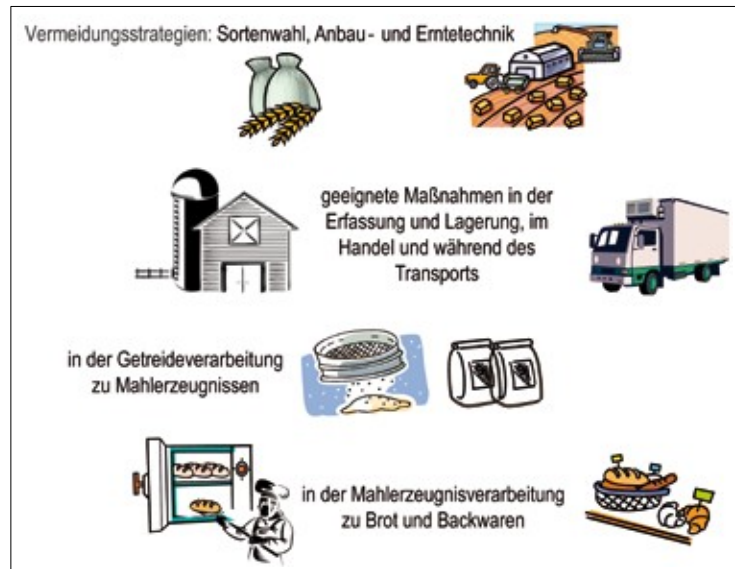 Vermeidungsstrategien: Sortenwahl, Anbau- und Erntetechnik
geeignete Maßnahmen in der
Erfassung und Lagerung, im
Handel und während des
Transports
in der Getreideverarbeitung
zu Mahlerzeugnissen
in der Mahlerzeugnisverarbeitung
zu Brot und Backwaren